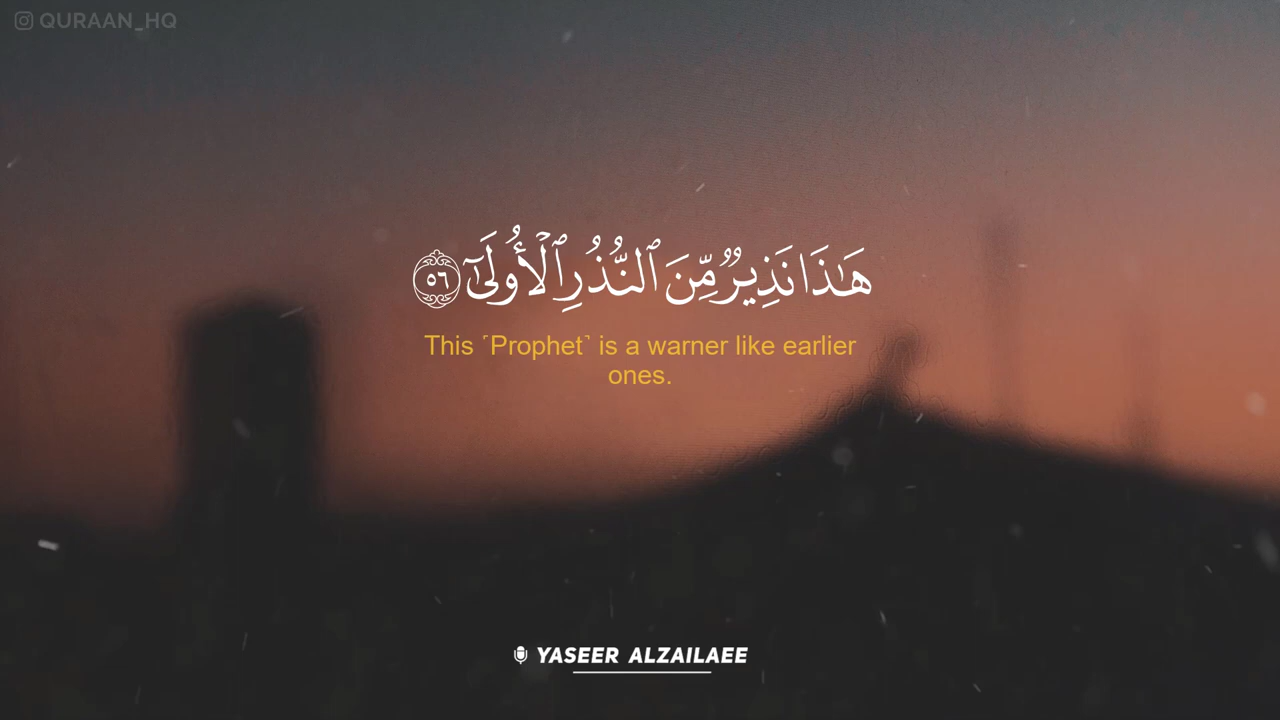 QURAAN_HQ
هَـٰذَا نَذِيرٌ مِّنَ ٱلنُّذُرِ ٱلْأُولَىٰٓ ٥٦
This ˹Prophet˺ is a warner like earlier
ones.
YASEER ALZAILAEE